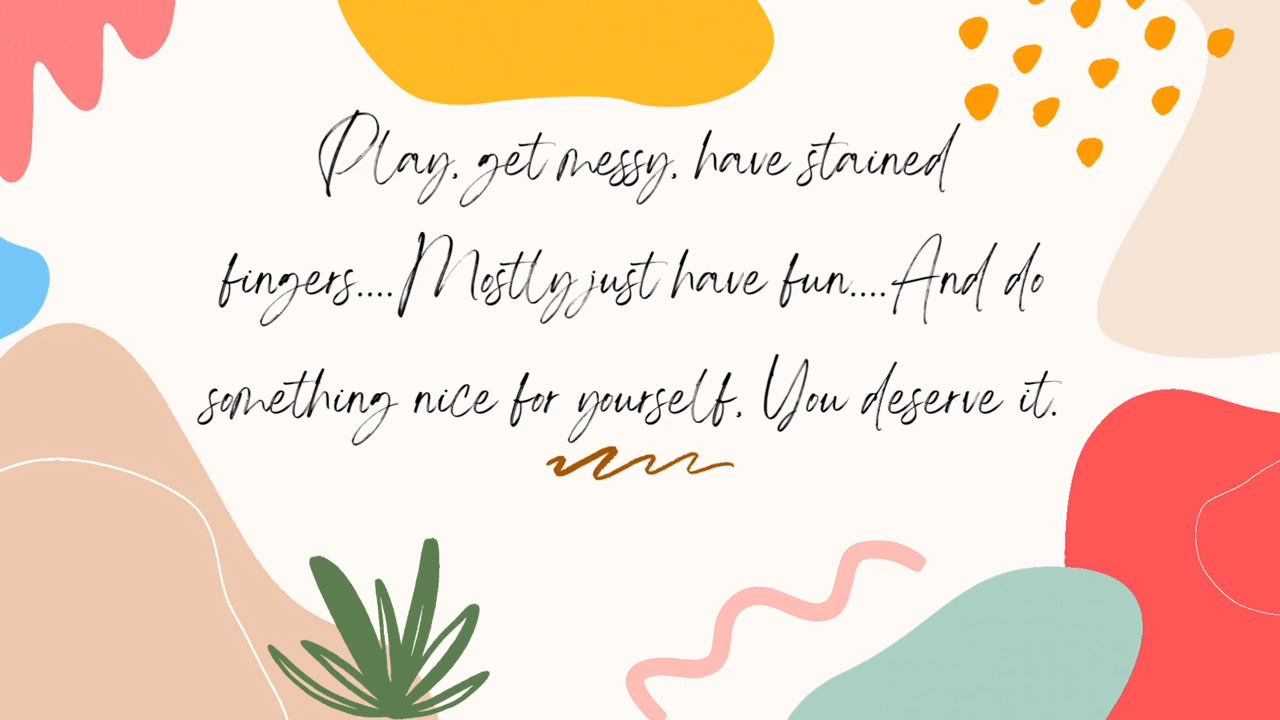 Play, get messy, have stained
fingers....Mostly just have fun....And do
something nice for yourself, You deserve it.